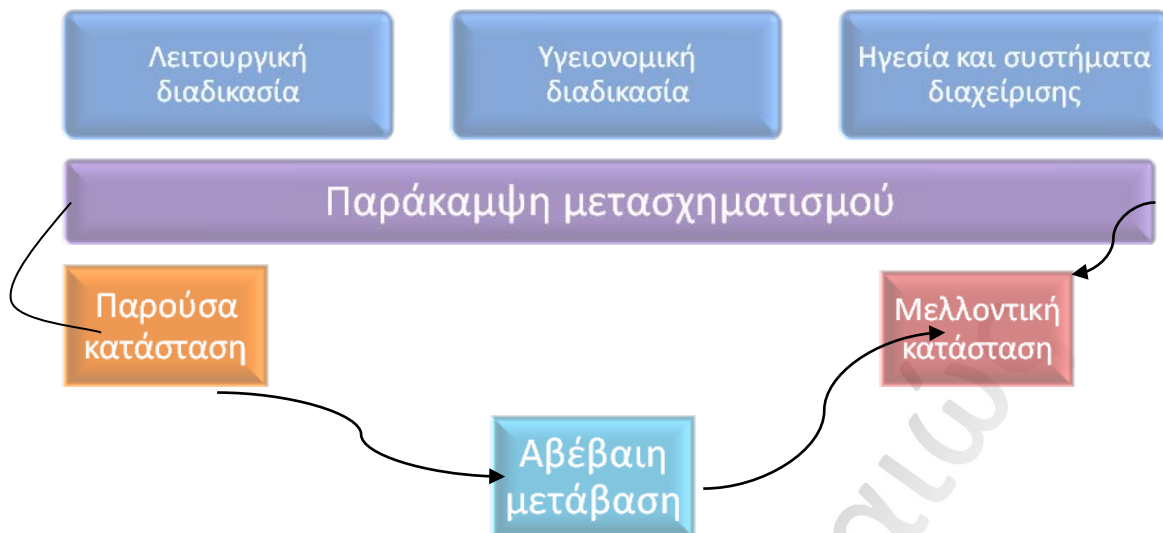 Λειτουργική
διαδικασία
Υγειονομική
διαδικασία
Ηγεσία και συστήματα
διαχείρισης
Παράκαμψη μετασχηματισμού
Παρούσα
κατάσταση
Μελλοντική
κατάσταση
Αβέβαιη
μετάβαση